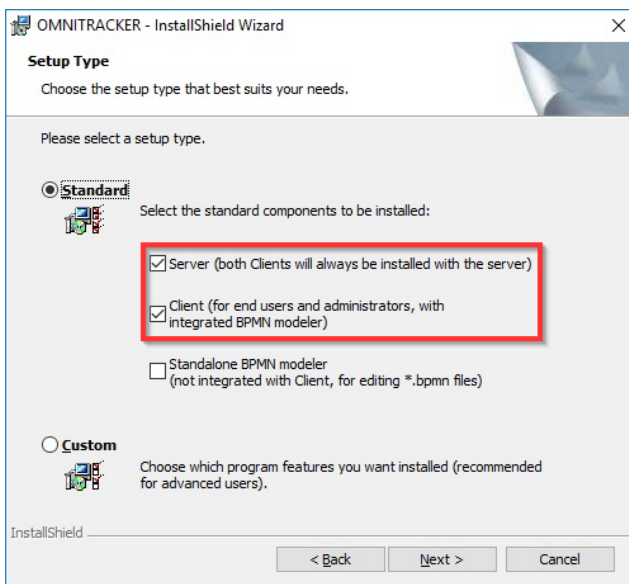 OMNITRACKER - InstallShield Wizard
Setup Type
Choose the setup type that best suits your needs.
Please select a setup type.
Standard
Select the standard components to be installed:
Server (both Clients will always be installed with the server)
Client (for end users and administrators, with
integrated BPMN modeler)
Standalone BPMN modeler
(not integrated with Client, for editing *.bpmn files)
Custom
Choose which program features you want installed (recommended
for advanced users).
InstallShield
< Back
Next >
Cancel